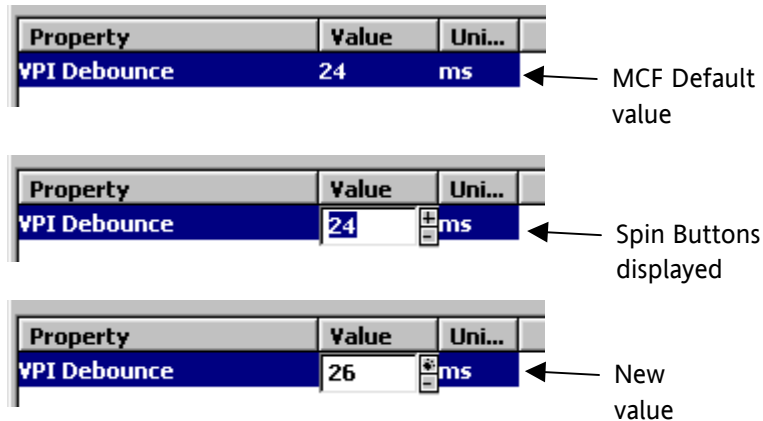 Property Value Uni...
VPI Debounce 24 ms
MCF Default
value
Property Value Uni...
VPI Debounce 24 + - ms
Spin Buttons
displayed
Property Value Uni...
VPI Debounce 26 - ms
New
value